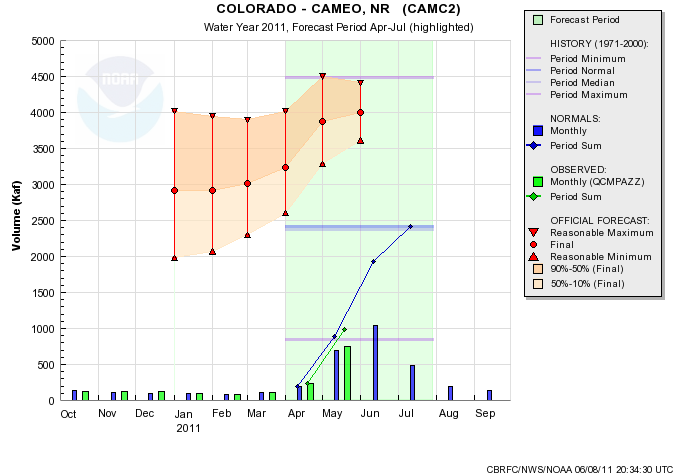 COLORADO - CAMEO, NR (CAMC2)
Water Year 2011, Forecast Period Apr-Jul (highlighted)
Volume (Kaf)
5000
4500
4000
3500
3000
2500
2000
1500
1000
500
0
NOAA
Oct Nov Dec Jan Feb Mar Apr May Jun Jul Aug Sep
2011
Forecast Period
HISTORY (1971-2000):
Period Minimum
Period Normal
Period Median
Period Maximum
NORMALS:
Monthly
Period Sum
OBSERVED:
Monthly (QCMPAZZ)
Period Sum
OFFICIAL FORECAST:
Reasonable Maximum
Final
Reasonable Minimum
90%-50% (Final)
50%-10% (Final)
CBRFC/NWS/NOAA 06/08/11 20:34:30 UTC